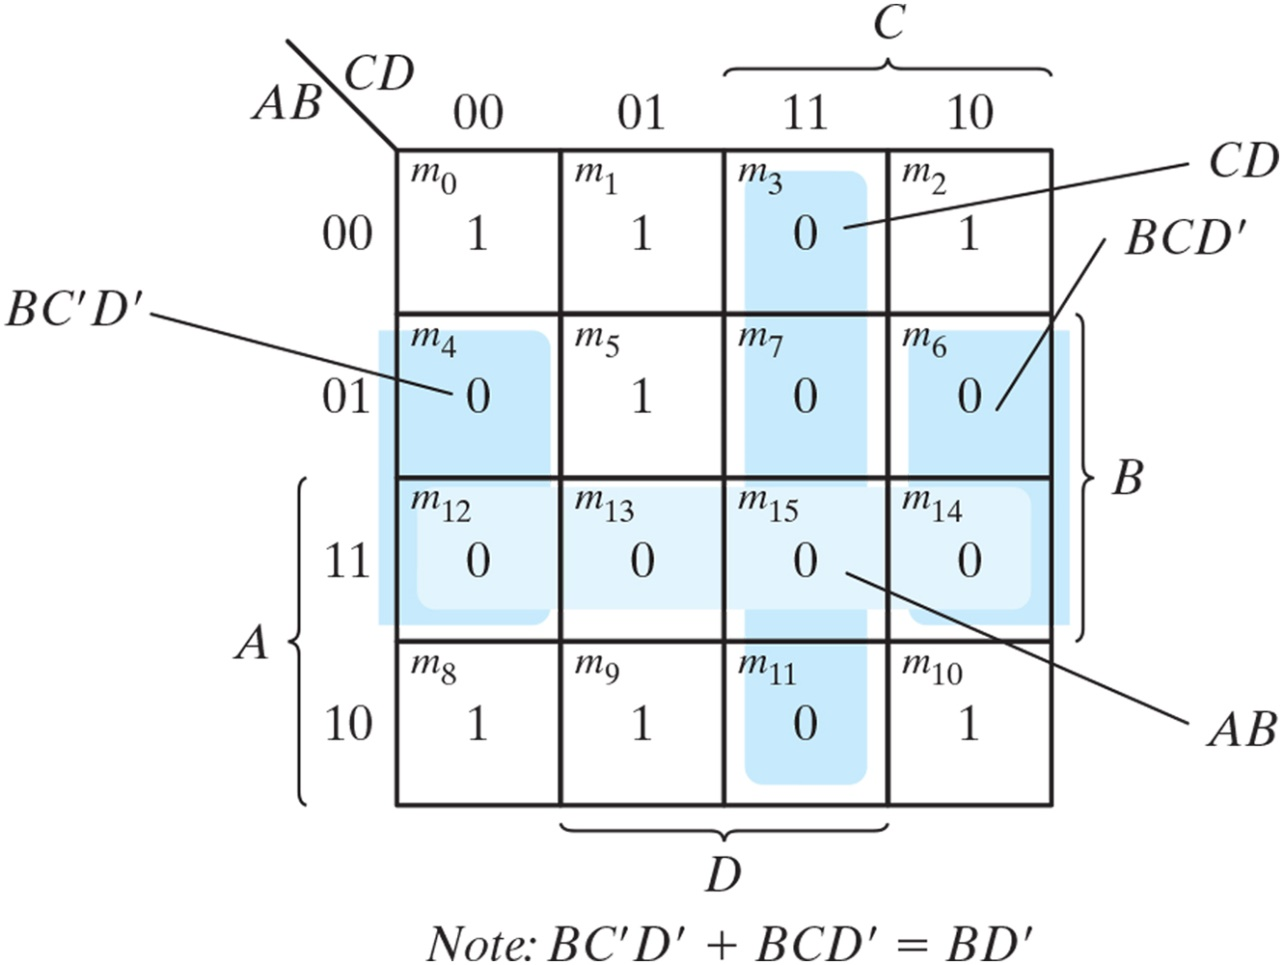 C
CD
AB
00 01 11 10
m0 m1 m3 m2
CD
00 1 1 0 1
BCD′
BC′D′
m4 m5 m7 m6
01 0 1 0 0
B
m12 m13 m15 m14
11 0 0 0 0
A
m8 m9 m11 m10
10 1 1 0 1
AB
D
Note: BC′D′ + BCD′ = BD′